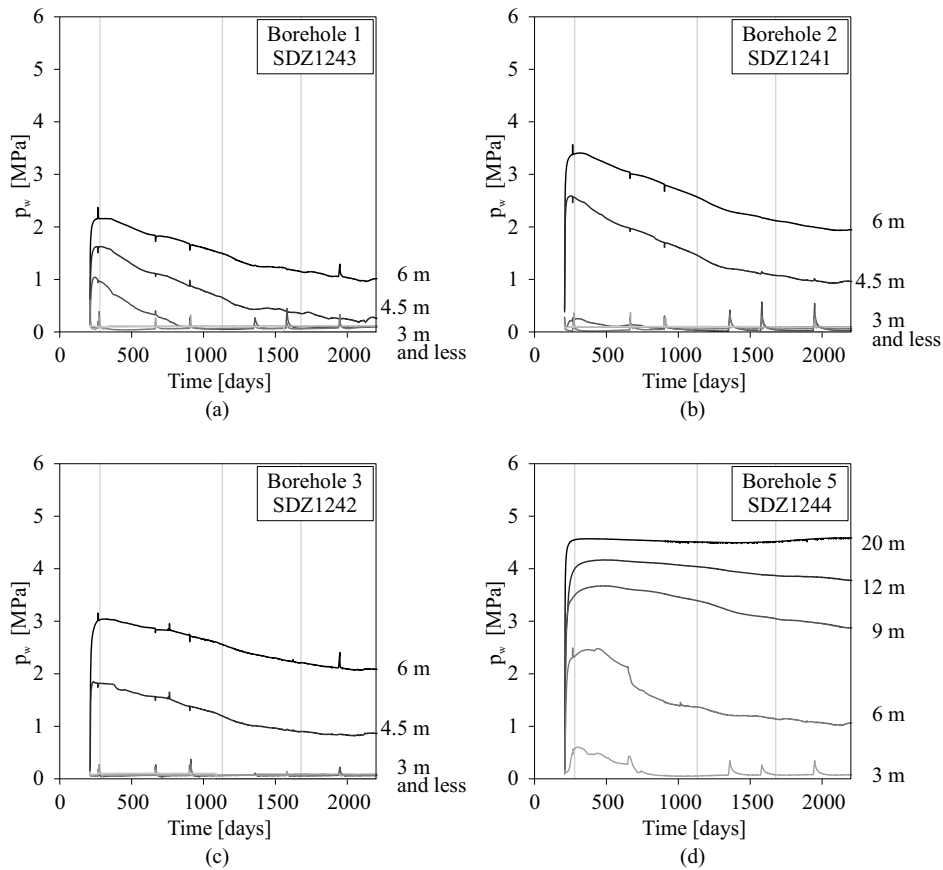 Borehole 1
SDZ1243
6
5
4
3
2
1
0
p_w [MPa]
6 m
4.5 m
3 m
and less
0 500 1000 1500 2000
Time [days]
(a)
Borehole 2
SDZ1241
6
5
4
3
2
1
0
p_w [MPa]
6 m
4.5 m
3 m
and less
0 500 1000 1500 2000
Time [days]
(b)
Borehole 3
SDZ1242
6
5
4
3
2
1
0
p_w [MPa]
6 m
4.5 m
3 m
and less
0 500 1000 1500 2000
Time [days]
(c)
Borehole 5
SDZ1244
6
5
4
3
2
1
0
p_w [MPa]
20 m
12 m
9 m
6 m
3 m
0 500 1000 1500 2000
Time [days]
(d)